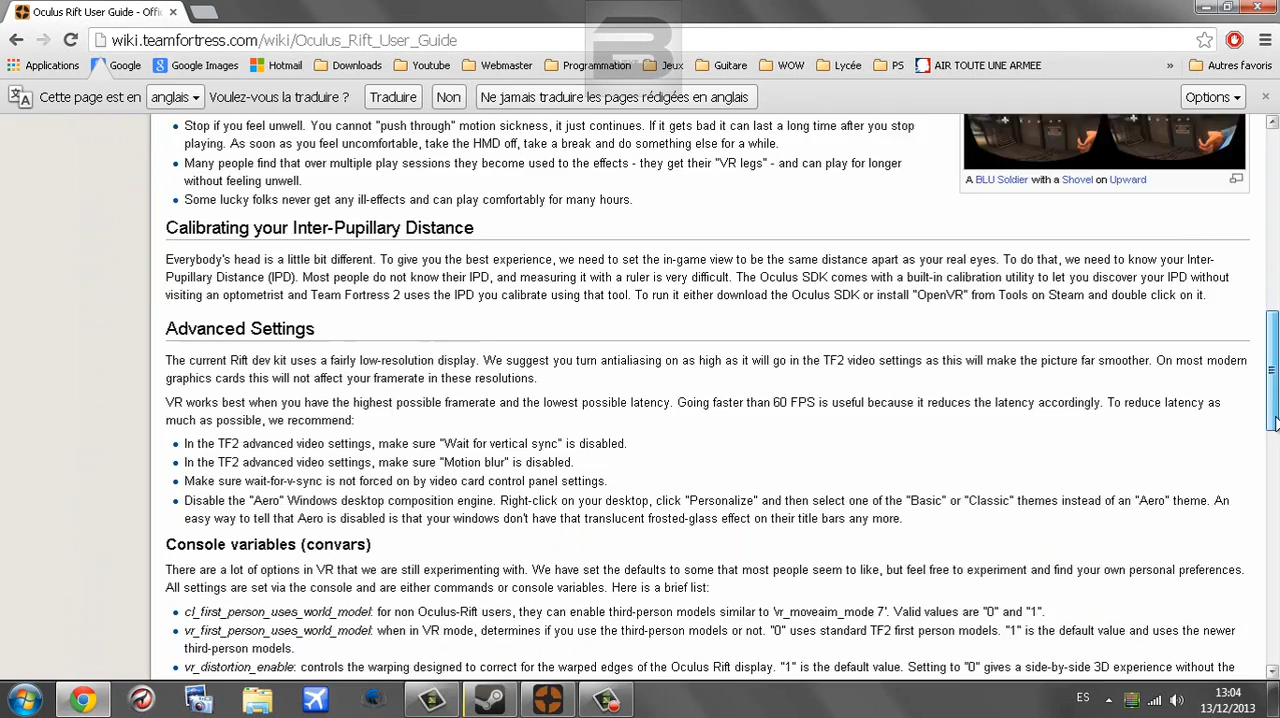 Oculus Rift User Guide - Offi
wiki.teamfortress.com/wiki/Oculus_Rift_User_Guide
Applications Google Google Images Hotmail Downloads Youtube Webmaster Programmation Jeux Guitare WOW Lycée PS AIR TOUTE UNE ARMEE » Autres favoris
Cette page est en anglais Voulez-vous la traduire ? Traduire Non Ne jamais traduire les pages rédigées en anglais Options
Stop if you feel unwell. You cannot "push through" motion sickness, it just continues. If it gets bad it can last a long time after you stop
playing. As soon as you feel uncomfortable, take the HMD off, take a break and do something else for a while.
Many people find that over multiple play sessions they become used to the effects - they get their "VR legs" - and can play for longer
without feeling unwell.
Some lucky folks never get any ill-effects and can play comfortably for many hours.
A BLU Soldier with a Shovel on Upward
Calibrating your Inter-Pupillary Distance
Everybody's head is a little bit different. To give you the best experience, we need to set the in-game view to be the same distance apart as your real eyes. To do that, we need to know your Inter-
Pupillary Distance (IPD). Most people do not know their IPD, and measuring it with a ruler is very difficult. The Oculus SDK comes with a built-in calibration utility to let you discover your IPD without
visiting an optometrist and Team Fortress 2 uses the IPD you calibrate using that tool. To run it either download the Oculus SDK or install "OpenVR" from Tools on Steam and double click on it.
Advanced Settings
The current Rift dev kit uses a fairly low-resolution display. We suggest you turn antialiasing on as high as it will go in the TF2 video settings as this will make the picture far smoother. On most modern
graphics cards this will not affect your framerate in these resolutions.
VR works best when you have the highest possible framerate and the lowest possible latency. Going faster than 60 FPS is useful because it reduces the latency accordingly. To reduce latency as
much as possible, we recommend:
In the TF2 advanced video settings, make sure "Wait for vertical sync" is disabled.
In the TF2 advanced video settings, make sure "Motion blur" is disabled.
Make sure wait-for-v-sync is not forced on by video card control panel settings.
Disable the "Aero" Windows desktop composition engine. Right-click on your desktop, click "Personalize" and then select one of the "Basic" or "Classic" themes instead of an "Aero" theme. An
easy way to tell that Aero is disabled is that your windows don't have that translucent frosted-glass effect on their title bars any more.
Console variables (convars)
There are a lot of options in VR that we are still experimenting with. We have set the defaults to some that most people seem to like, but feel free to experiment and find your own personal preferences.
All settings are set via the console and are either commands or console variables. Here is a brief list:
cl_first_person_uses_world_model: for non Oculus-Rift users, they can enable third-person models similar to 'vr_moveaim_mode 7'. Valid values are "0" and "1".
vr_first_person_uses_world_model: when in VR mode, determines if you use the third-person models or not. "0" uses standard TF2 first person models. "1" is the default value and uses the newer
third-person models.
vr_distortion_enable: controls the warping designed to correct for the warped edges of the Oculus Rift display. "1" is the default value. Setting to "0" gives a side-by-side 3D experience without the
ES
13:04
13/12/2013